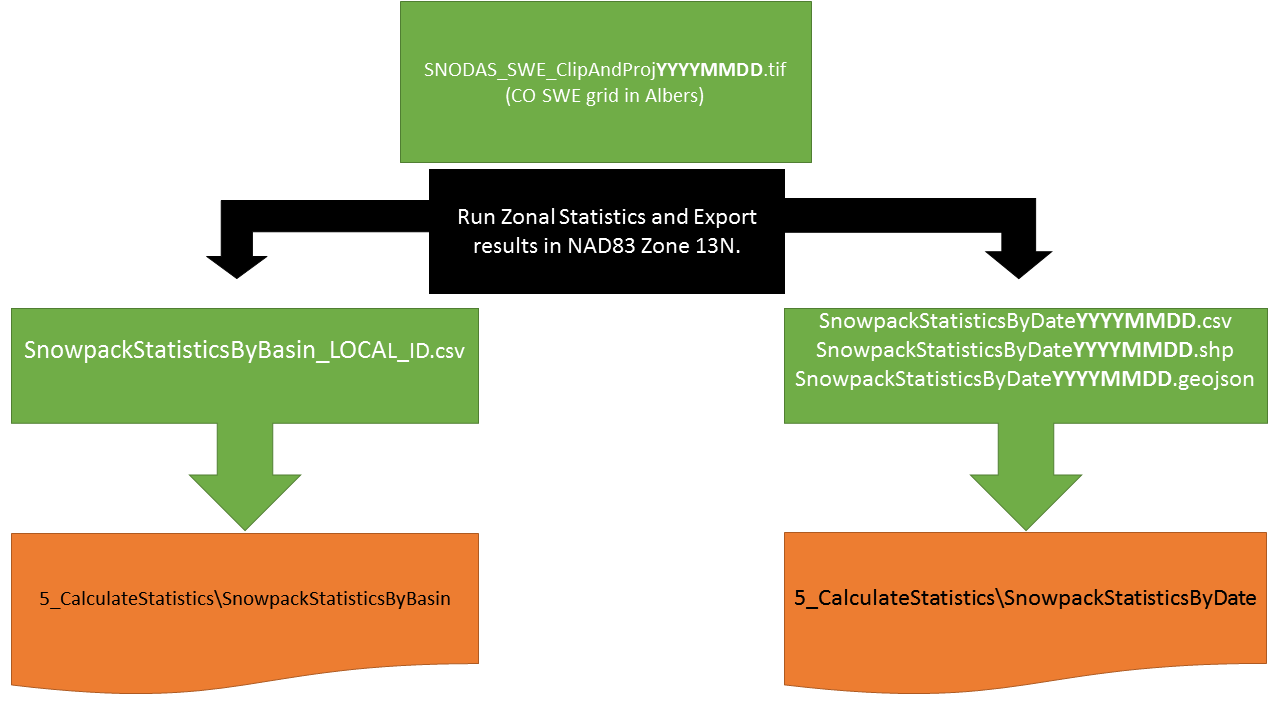 SNODAS_SWE_ClipAndProjYYYYMMDD.tif
(CO SWE grid in Albers)
Run Zonal Statistics and Export
results in NAD83 Zone 13N.
SnowpackStatisticsByBasin_LOCAL_ID.csv
SnowpackStatisticsByDateYYYYMMDD.csv
SnowpackStatisticsByDateYYYYMMDD.shp
SnowpackStatisticsByDateYYYYMMDD.geojson
5_CalculateStatistics\SnowpackStatisticsByBasin
5_CalculateStatistics\SnowpackStatisticsByDate